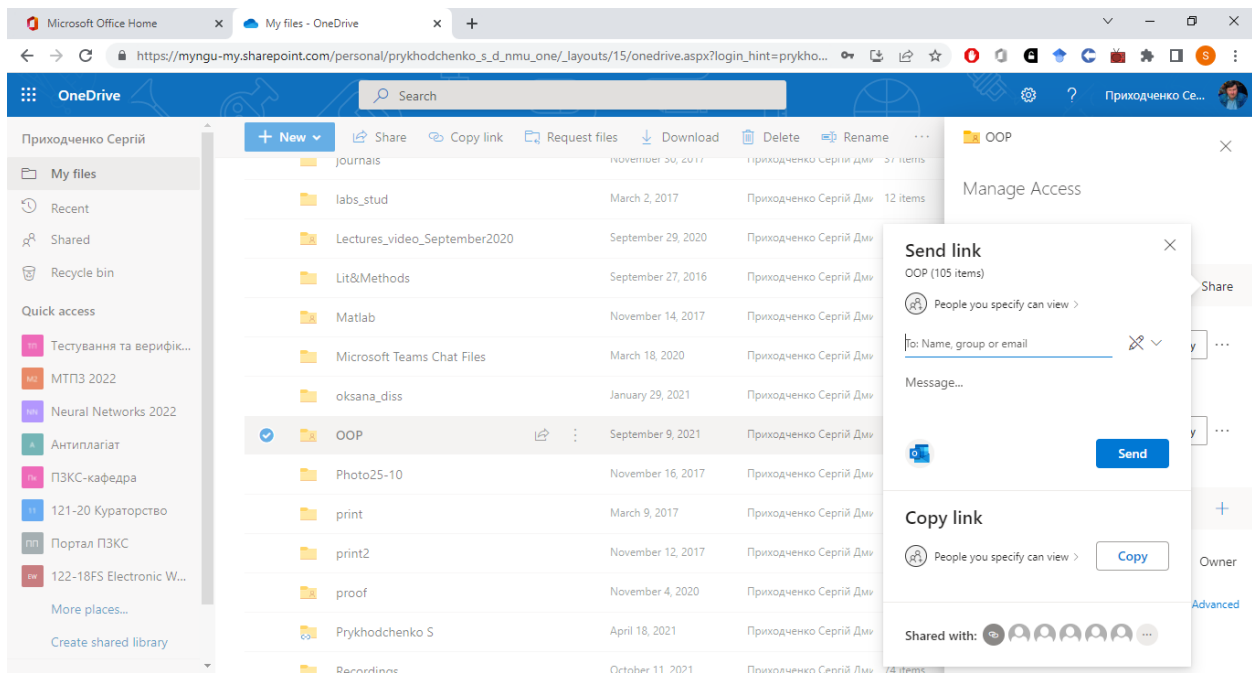 Microsoft Office Home
My files - OneDrive
https://myngu-my.sharepoint.com/personal/prykhodchenko_s_d_nmu_one/_layouts/15/onedrive.aspx?login_hint=prykho...
S
OneDrive
Search
?
Приходченко Се...
Приходченко Сергій
My files
Recent
Shared
Recycle bin
Quick access
тп Тестування та верифік...
М2 МТПЗ 2022
NN Neural Networks 2022
А Антиплагіат
Пк ПЗКС-кафедра
11 121-20 Кураторство
ПП Портал ПЗКС
EW 122-18FS Electronic W...
More places...
Create shared library
+ New Share Copy link Request files Download Delete Rename ...
journals November 30, 2017 Приходченко Сергій Дми 37 items
labs_stud March 2, 2017 Приходченко Сергій Дми 12 items
Lectures_video_September2020 September 29, 2020 Приходченко Сергій Дми
Lit&Methods September 27, 2016 Приходченко Сергій Дми
Matlab November 14, 2017 Приходченко Сергій Дми
Microsoft Teams Chat Files March 18, 2020 Приходченко Сергій Дми
oksana_diss January 29, 2021 Приходченко Сергій Дми
OOP September 9, 2021 Приходченко Сергій Дми
Photo25-10 November 16, 2017 Приходченко Сергій Дми
print March 9, 2017 Приходченко Сергій Дми
print2 November 12, 2017 Приходченко Сергій Дми
proof November 4, 2020 Приходченко Сергій Дми
Prykhodchenko S April 18, 2021 Приходченко Сергій Дми
Recordings October 11, 2021 Приходченко Сергій Дми 74 items
OOP
Manage Access
Share
y ...
y ...
+
Owner
Advanced
Send link
OOP (105 items)
People you specify can view >
To: Name, group or email
Message...
Send
Copy link
People you specify can view >
Copy
Shared with: ...